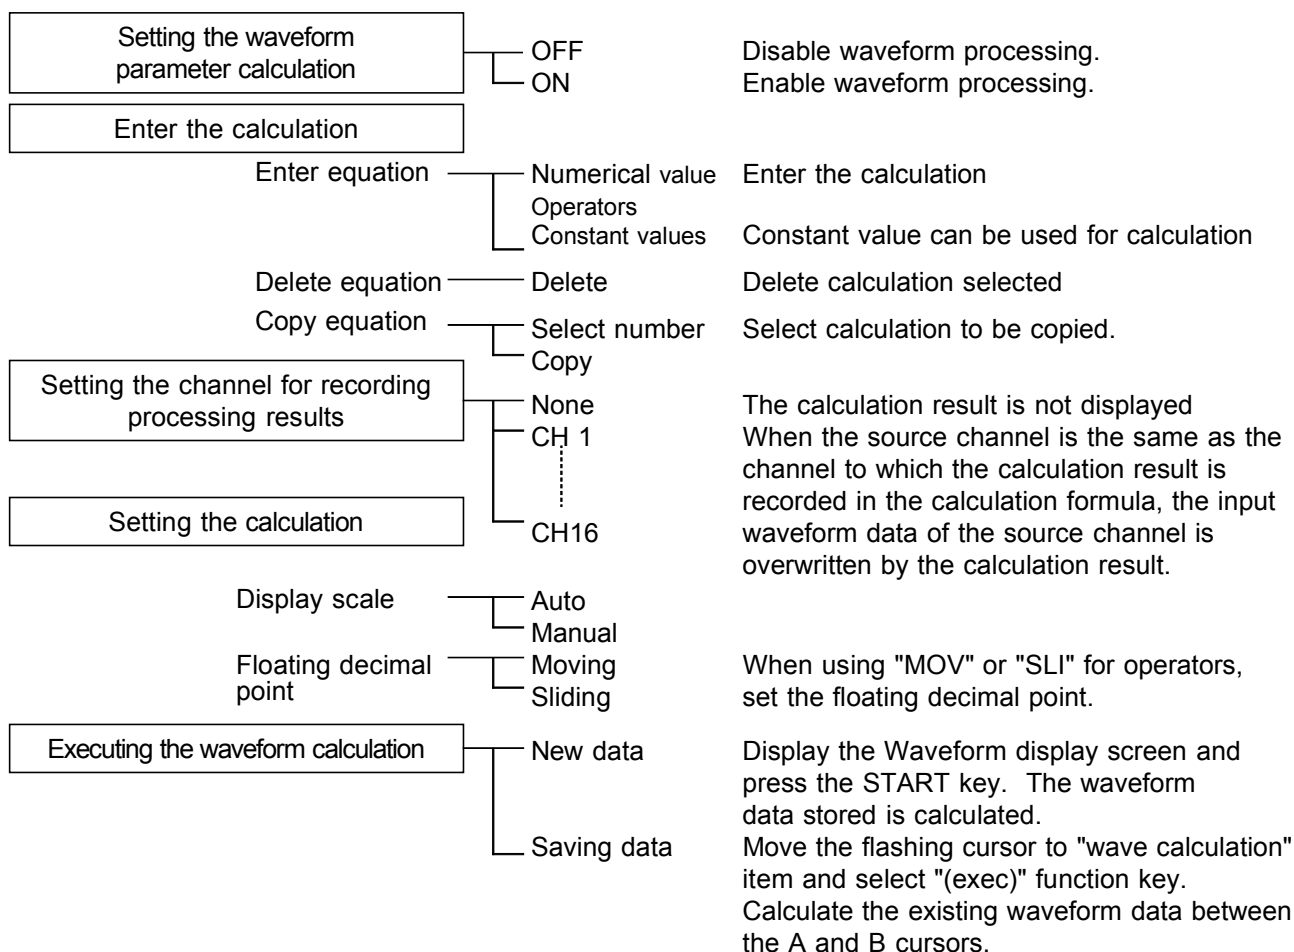 Setting the waveform
parameter calculation
OFF Disable waveform processing.
ON Enable waveform processing.
Enter the calculation
Enter equation Numerical value Enter the calculation
Operators
Constant values Constant value can be used for calculation
Delete equation Delete Delete calculation selected
Copy equation Select number Select calculation to be copied.
Copy
Setting the channel for recording
processing results
None The calculation result is not displayed
CH 1 When the source channel is the same as the
channel to which the calculation result is
recorded in the calculation formula, the input
Setting the calculation
CH16 waveform data of the source channel is
overwritten by the calculation result.
Display scale Auto
Manual
Floating decimal Moving When using "MOV" or "SLI" for operators,
point Sliding set the floating decimal point.
Executing the waveform calculation New data Display the Waveform display screen and
press the START key. The waveform
data stored is calculated.
Saving data Move the flashing cursor to "wave calculation"
item and select "(exec)" function key.
Calculate the existing waveform data between
the A and B cursors.